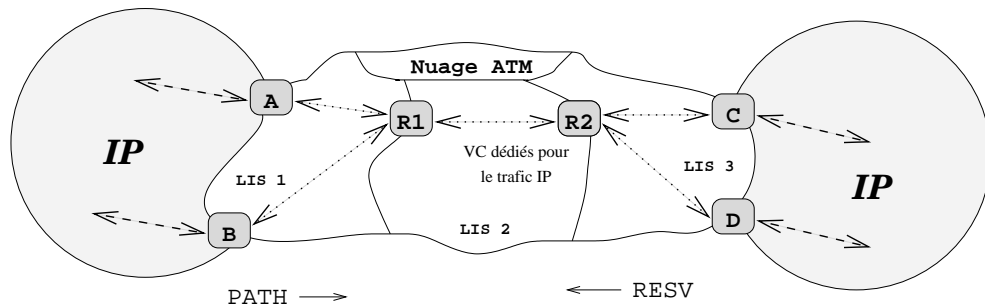 Nuage ATM
A
R1
R2
C
IP
VC dédiés pour
le trafic IP
LIS 1
LIS 3
IP
B
LIS 2
D
PATH
RESV